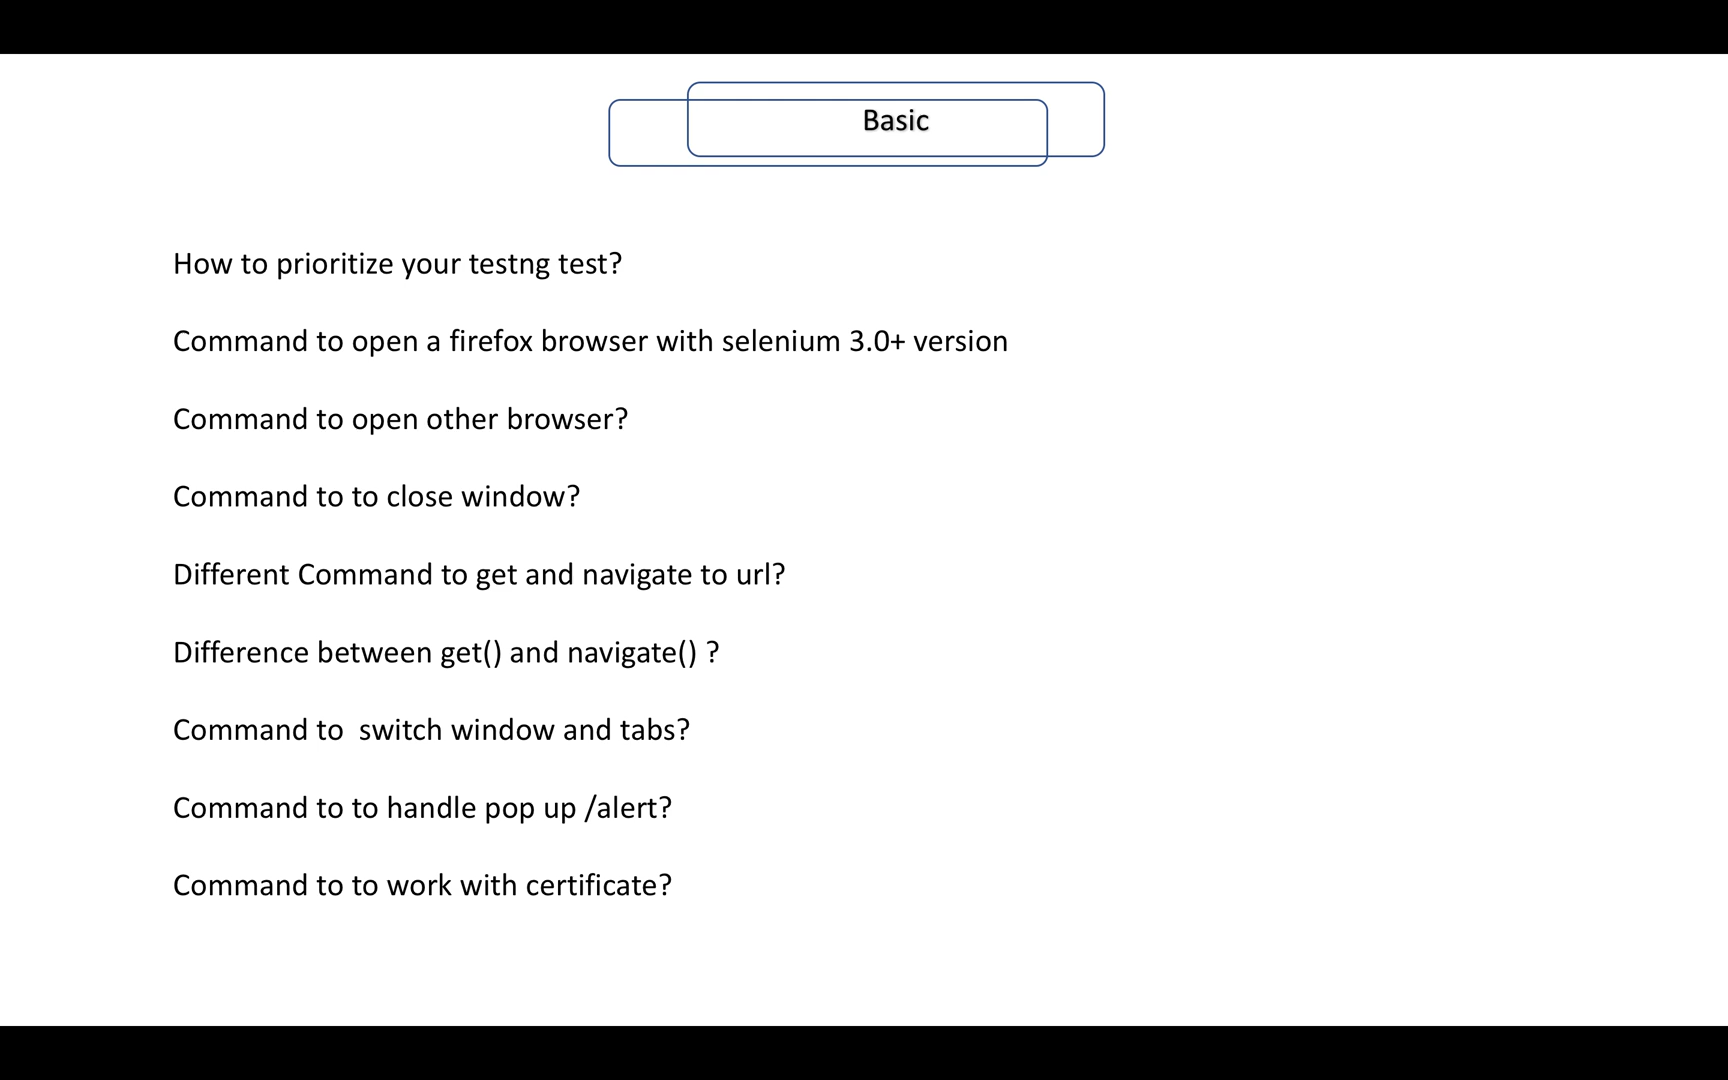 Basic
How to prioritize your testng test?
Command to open a firefox browser with selenium 3.0+ version
Command to open other browser?
Command to to close window?
Different Command to get and navigate to url?
Difference between get() and navigate() ?
Command to  switch window and tabs?
Command to to handle pop up /alert?
Command to to work with certificate?